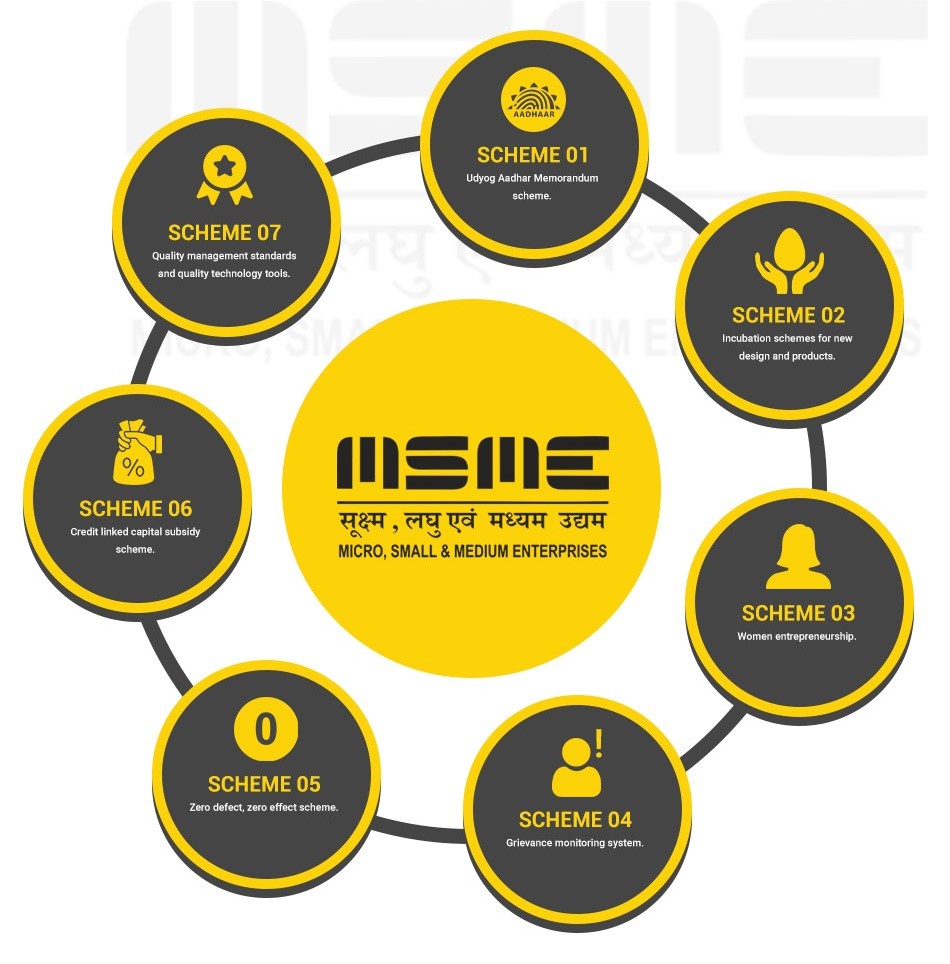 AADHAAR
SCHEME 01
Udyog Aadhar Memorandum
scheme.
SCHEME 02
Incubation schemes for new
design and products.
SCHEME 03
Women entrepreneurship.
!
SCHEME 04
Grievance monitoring system.
0
SCHEME 05
Zero defect, zero effect scheme.
%
SCHEME 06
Credit linked capital subsidy
scheme.
SCHEME 07
Quality management standards
and quality technology tools.
MSME
सूक्ष्म , लघु एवं मध्यम उद्यम
MICRO, SMALL & MEDIUM ENTERPRISES